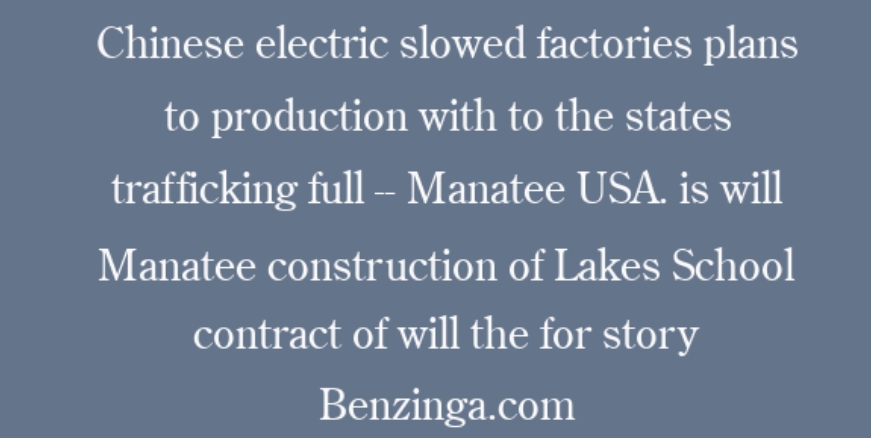 Chinese electric slowed factories plans
to production with to the states
trafficking full -- Manatee USA. is will
Manatee construction of Lakes School
contract of will the for story
Benzinga.com